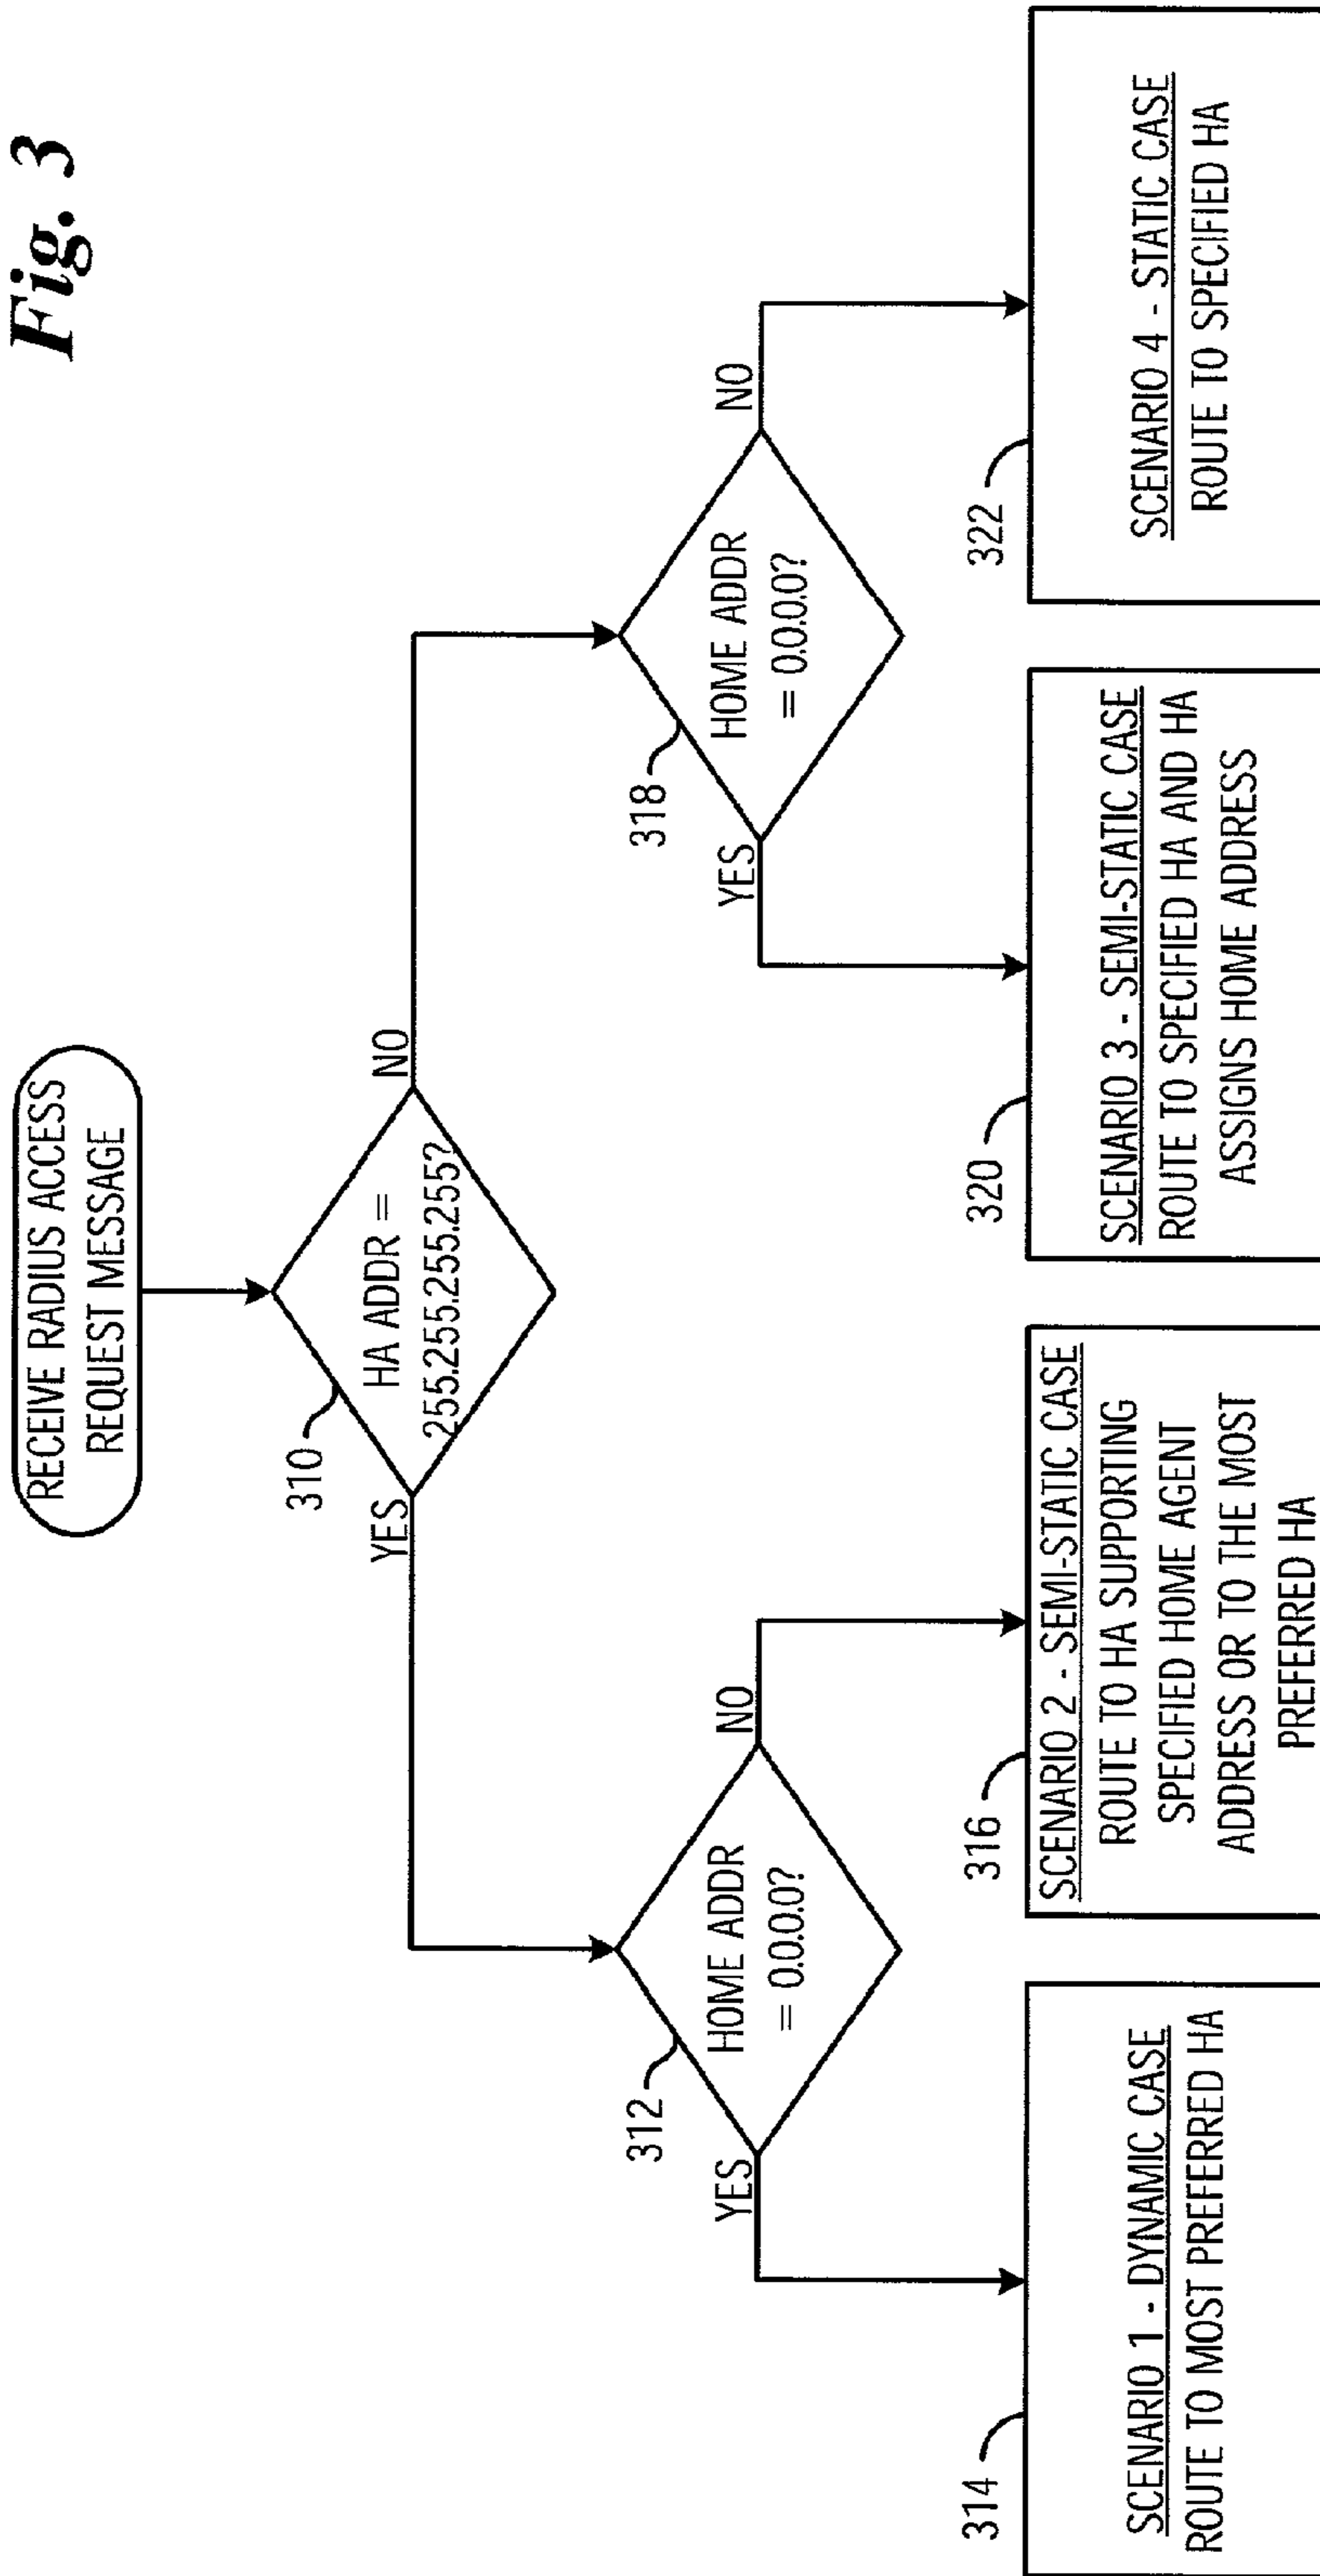 Fig. 3
RECEIVE RADIUS ACCESS
REQUEST MESSAGE
310
HA ADDR =
255.255.255.255?
YES
NO
312
HOME ADDR
= 0.0.0.0?
YES
NO
318
HOME ADDR
= 0.0.0.0?
YES
NO
314
SCENARIO 1 - DYNAMIC CASE
ROUTE TO MOST PREFERRED HA
316
SCENARIO 2 - SEMI-STATIC CASE
ROUTE TO HA SUPPORTING
SPECIFIED HOME AGENT
ADDRESS OR TO THE MOST
PREFERRED HA
320
SCENARIO 3 - SEMI-STATIC CASE
ROUTE TO SPECIFIED HA AND HA
ASSIGNS HOME ADDRESS
322
SCENARIO 4 - STATIC CASE
ROUTE TO SPECIFIED HA